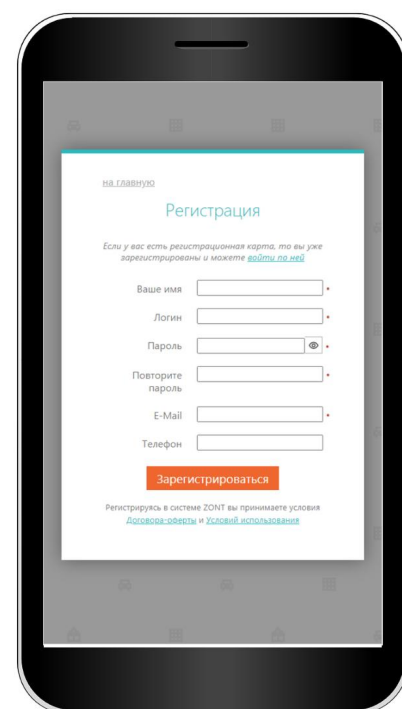 на главную
Регистрация
Если у вас есть регистрационная карта, то вы уже
зарегистрированы и можете войти по ней
Ваше имя
Логин
Пароль
Повторите
пароль
E-Mail
Телефон
Зарегистрироваться
Регистрируясь в системе ZONT вы принимаете условия
Договора-оферты и Условий использования